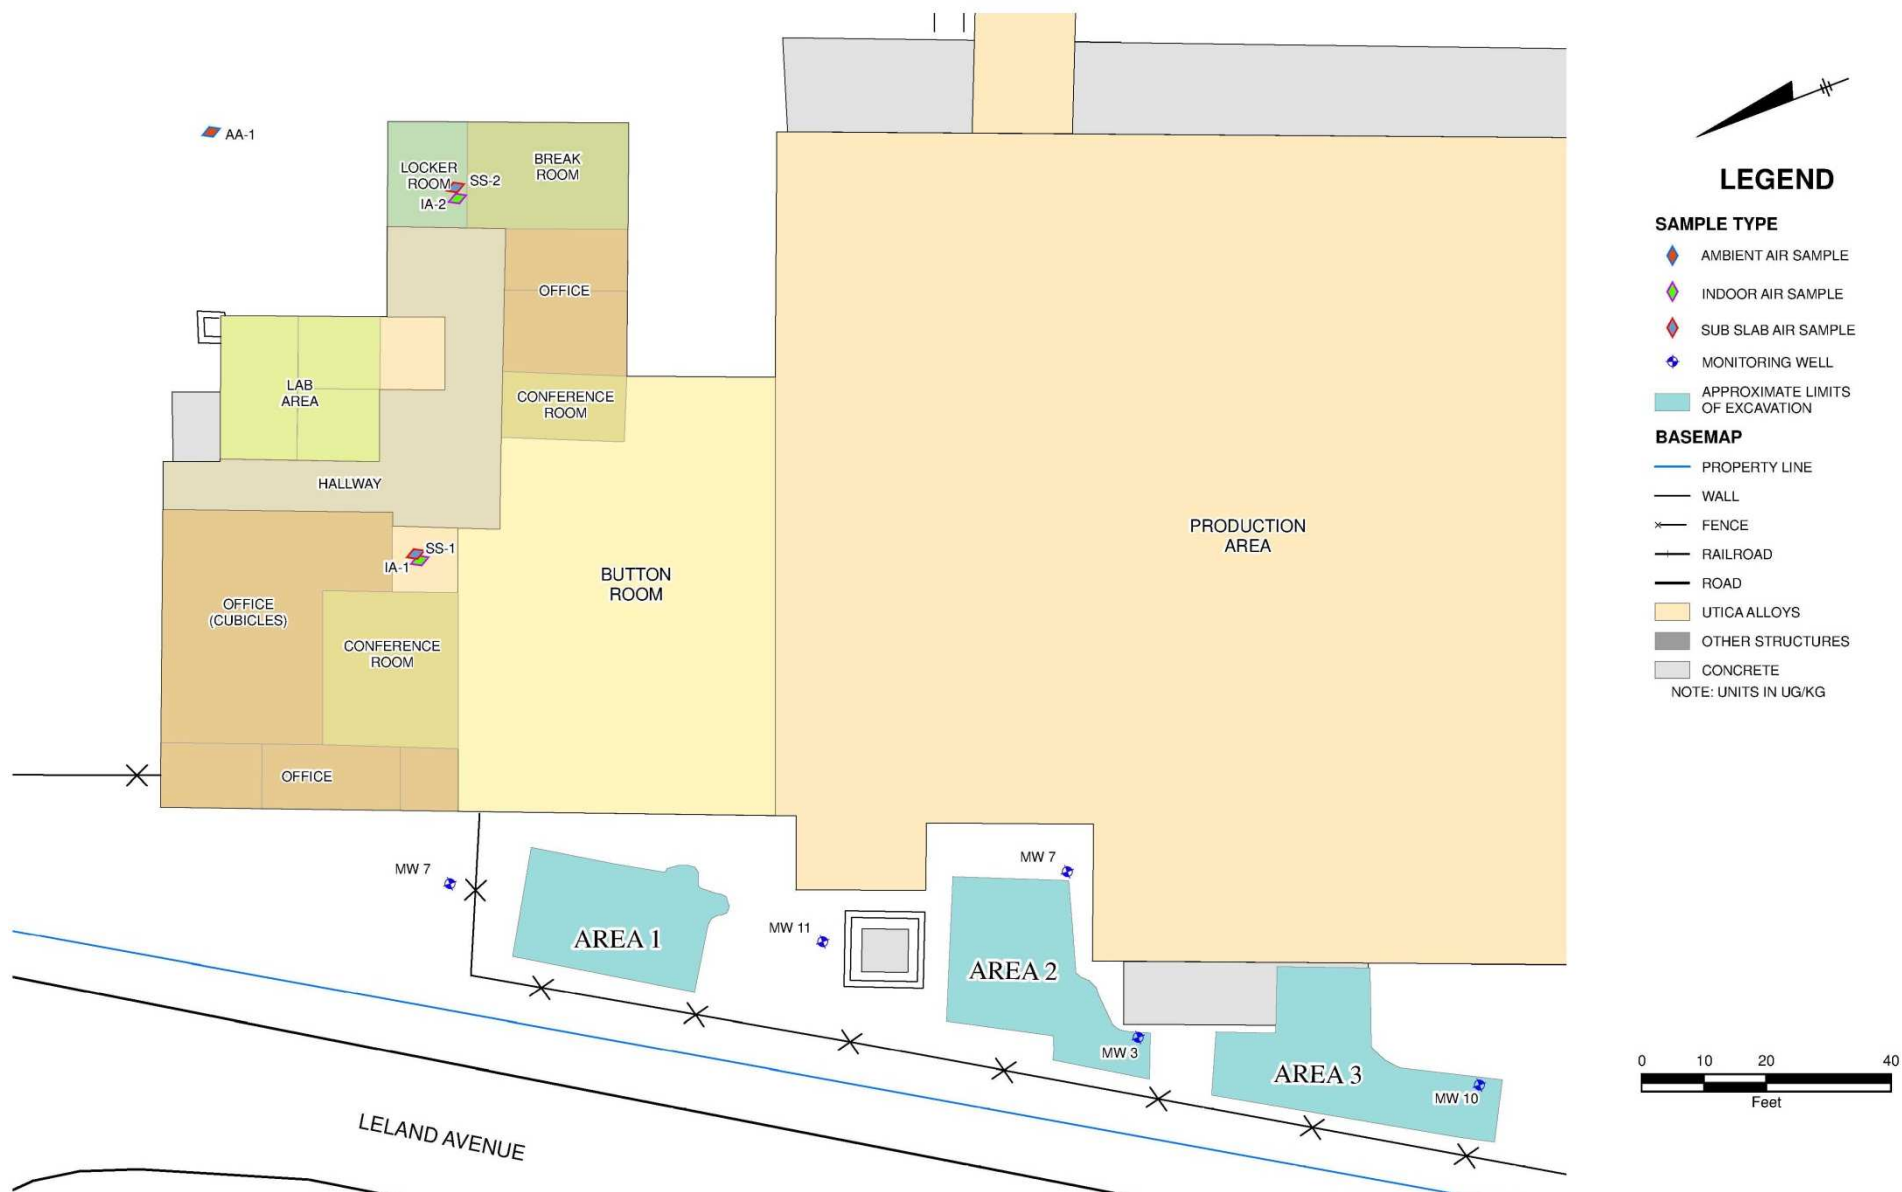 AA-1
LOCKER
ROOM
SS-2
IA-2
BREAK
ROOM
OFFICE
CONFERENCE
ROOM
LAB
AREA
HALLWAY
SS-1
IA-1
OFFICE
(CUBICLES)
CONFERENCE
ROOM
OFFICE
BUTTON
ROOM
PRODUCTION
AREA
MW 7
AREA 1
MW 11
MW 7
AREA 2
MW 3
AREA 3
MW 10
LELAND AVENUE
LEGEND
SAMPLE TYPE
AMBIENT AIR SAMPLE
INDOOR AIR SAMPLE
SUB SLAB AIR SAMPLE
MONITORING WELL
APPROXIMATE LIMITS
OF EXCAVATION
BASEMAP
PROPERTY LINE
WALL
FENCE
RAILROAD
ROAD
UTICA ALLOYS
OTHER STRUCTURES
CONCRETE
NOTE: UNITS IN UG/KG
0 10 20 40
Feet